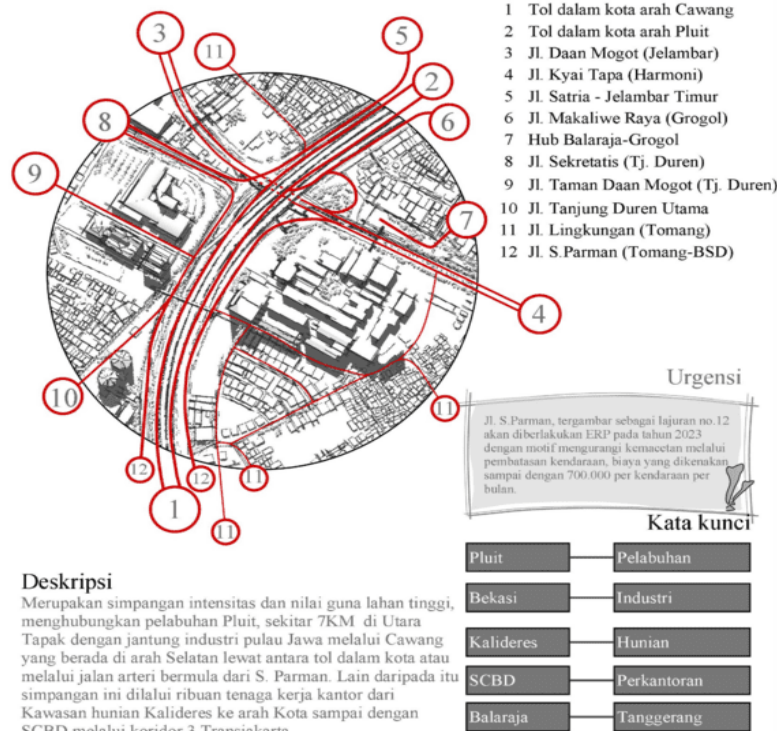 3
11
5
2
6
8
9
7
4
10
11
12
12
11
1
11
1 Tol dalam kota arah Cawang
2 Tol dalam kota arah Pluit
3 Jl. Daan Mogot (Jelambar)
4 Jl. Kyai Tapa (Harmoni)
5 Jl. Satria - Jelambar Timur
6 Jl. Makaliwe Raya (Grogol)
7 Hub Balaraja-Grogol
8 Jl. Sekretatis (Tj. Duren)
9 Jl. Taman Daan Mogot (Tj. Duren)
10 Jl. Tanjung Duren Utama
11 Jl. Lingkungan (Tomang)
12 Jl. S.Parman (Tomang-BSD)
Urgensi
Jl. S.Parman, tergambar sebagai lajuran no.12
akan diberlakukan ERP pada tahun 2023
dengan motif mengurangi kemacetan melalui
pembatasan kendaraan, biaya yang dikenakan
sampai dengan 700.000 per kendaraan per
bulan.
Kata kunci
Pluit Pelabuhan
Bekasi Industri
Kalideres Hunian
SCBD Perkantoran
Balaraja Tanggerang
Deskripsi
Merupakan simpangan intensitas dan nilai guna lahan tinggi,
menghubungkan pelabuhan Pluit, sekitar 7KM di Utara
Tapak dengan jantung industri pulau Jawa melalui Cawang
yang berada di arah Selatan lewat antara tol dalam kota atau
melalui jalan arteri bermula dari S. Parman. Lain daripada itu
simpangan ini dilalui ribuan tenaga kerja kantor dari
Kawasan hunian Kalideres ke arah Kota sampai dengan
SCBD melalui koridor 3 Transjakarta